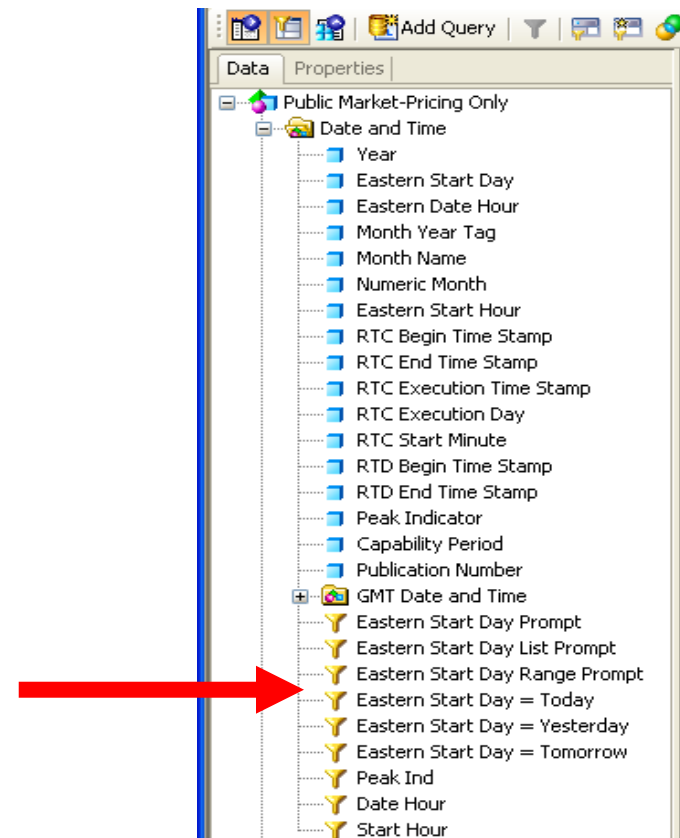 Add Query
Data Properties
Public Market-Pricing Only
Date and Time
Year
Eastern Start Day
Eastern Date Hour
Month Year Tag
Month Name
Numeric Month
Eastern Start Hour
RTC Begin Time Stamp
RTC End Time Stamp
RTC Execution Time Stamp
RTC Execution Day
RTC Start Minute
RTD Begin Time Stamp
RTD End Time Stamp
Peak Indicator
Capability Period
Publication Number
GMT Date and Time
Eastern Start Day Prompt
Eastern Start Day List Prompt
Eastern Start Day Range Prompt
Eastern Start Day = Today
Eastern Start Day = Yesterday
Eastern Start Day = Tomorrow
Peak Ind
Date Hour
Start Hour